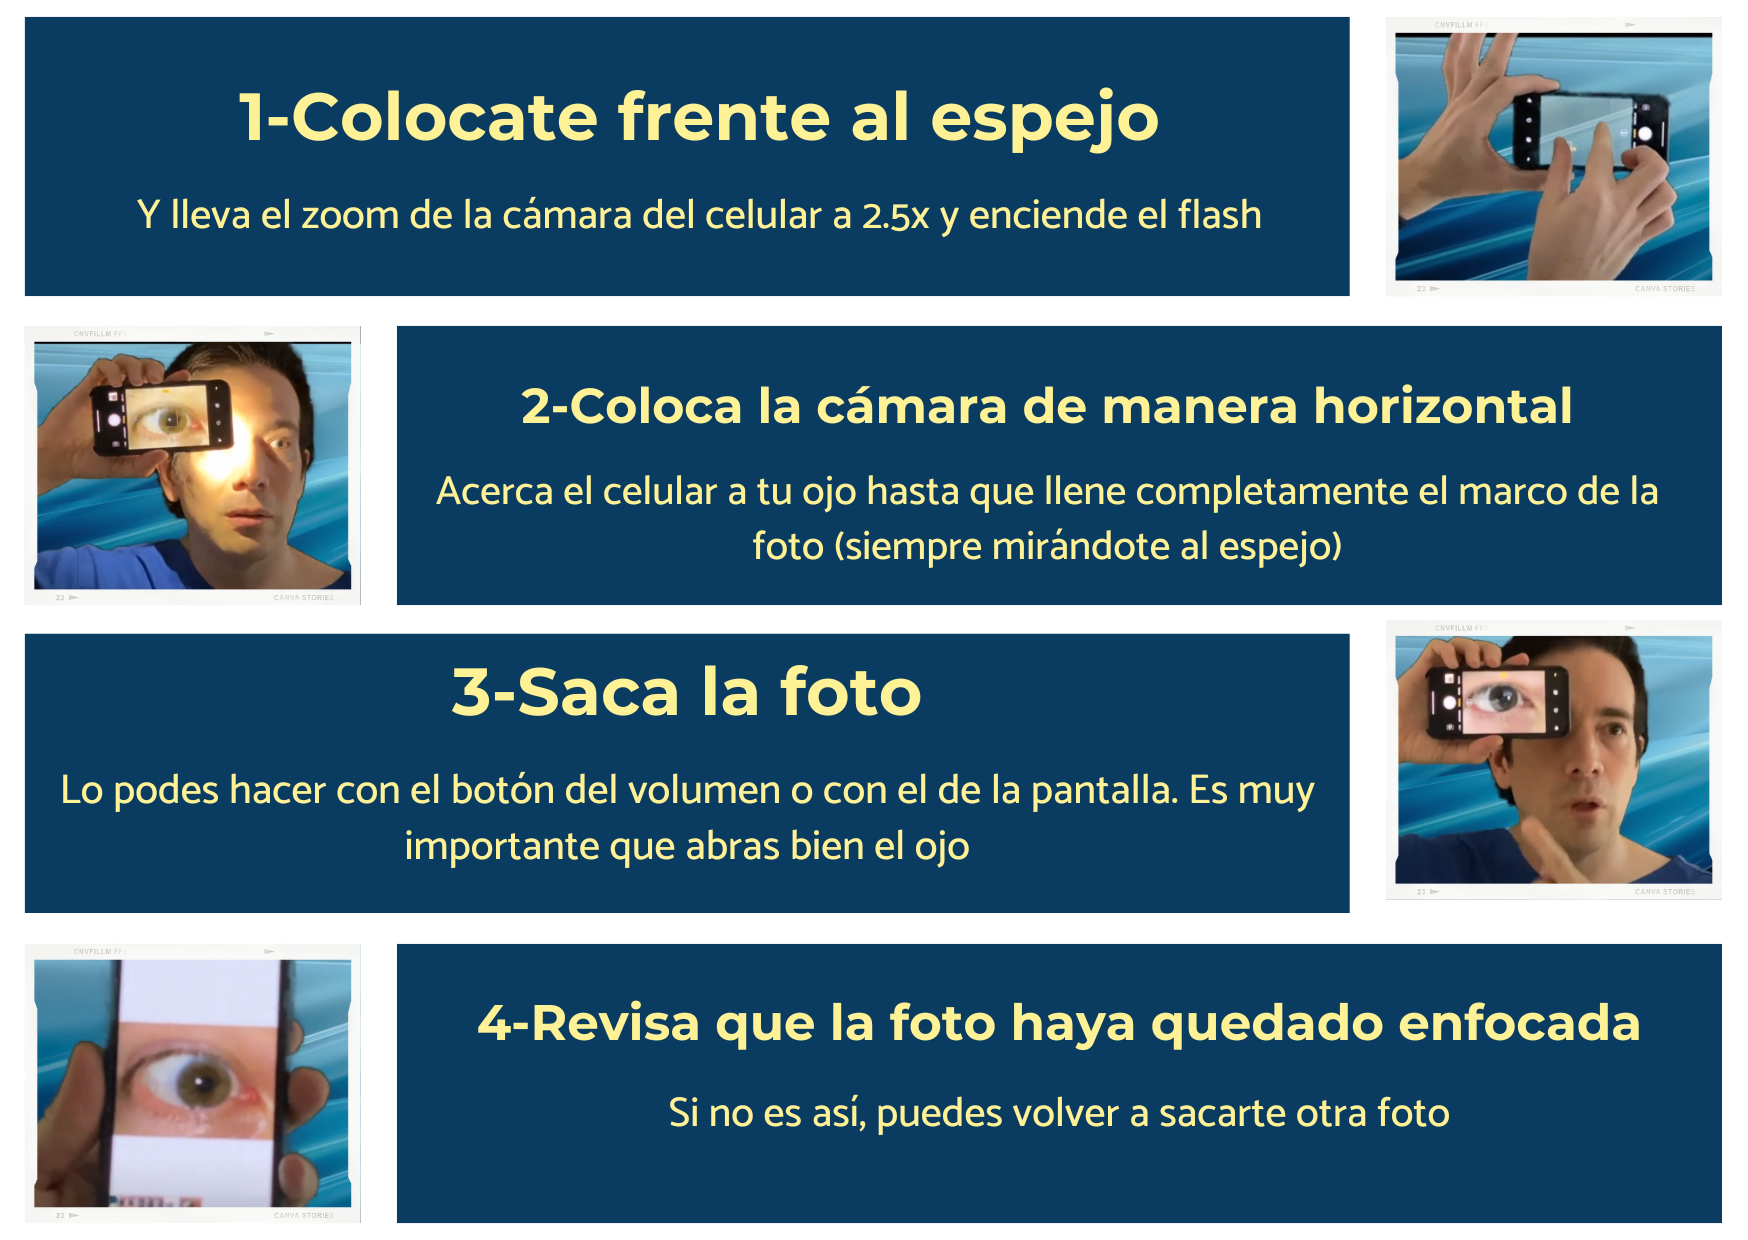 1-Colocate frente al espejo
Y lleva el zoom de la cámara del celular a 2.5x y enciende el flash
CNVFILLM FF1
23
CANVA STORIES
CNVFILLM FF1
23
CANVA STORIES
2-Coloca la cámara de manera horizontal
Acerca el celular a tu ojo hasta que llene completamente el marco de la
foto (siempre mirándote al espejo)
3-Saca la foto
Lo podes hacer con el botón del volumen o con el de la pantalla. Es muy
importante que abras bien el ojo
CNVFILLM FF1
23
CANVA STORIES
CNVFILLM FF1
23
CANVA STORIES
4-Revisa que la foto haya quedado enfocada
Si no es así, puedes volver a sacarte otra foto